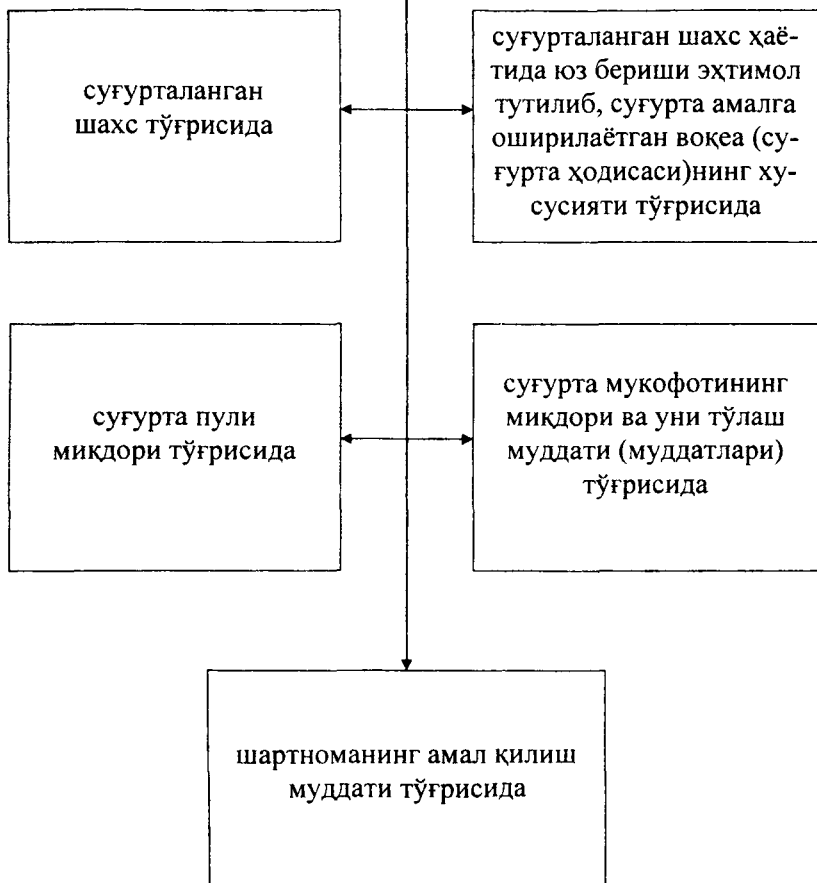 суғурталанган
шахс тўғрисида
суғурталанган шахс ҳаё-
тида юз бериши эҳтимол
тутилиб, суғурта амалга
оширилаётган воқеа (су-
ғурта ҳодисаси)нинг ху-
сусияти тўғрисида
суғурта пули
миқдори тўғрисида
суғурта мукофотининг
миқдори ва уни тўлаш
муддати (муддатлари)
тўғрисида
шартноманинг амал қилиш
муддати тўғрисида